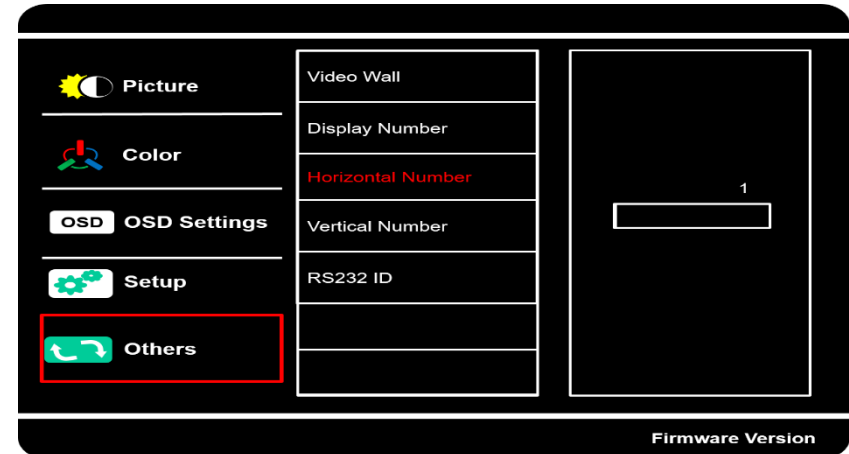 Picture
Color
OSD OSD Settings
Setup
Others
Video Wall
Display Number
Horizontal Number
Vertical Number
RS232 ID
1
Firmware Version